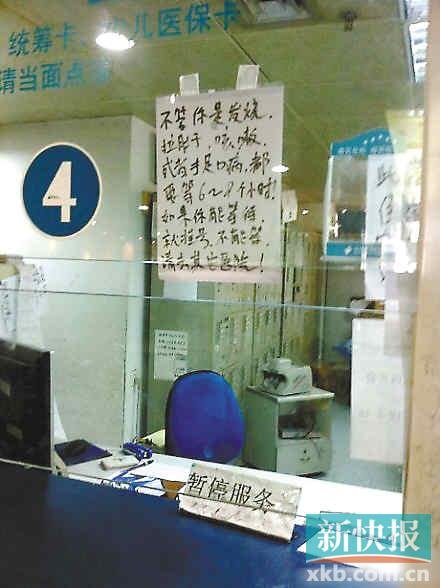 统筹卡、少儿医保卡
请当面点清
4
不管你是发烧、
拉肚子,咳嗽,
或者手足口病,都
要等6～8个小时!
如果你能等待,
就挂号,不能等,
请去其它医院!
暂停服务
新快报
xkb.com.cn